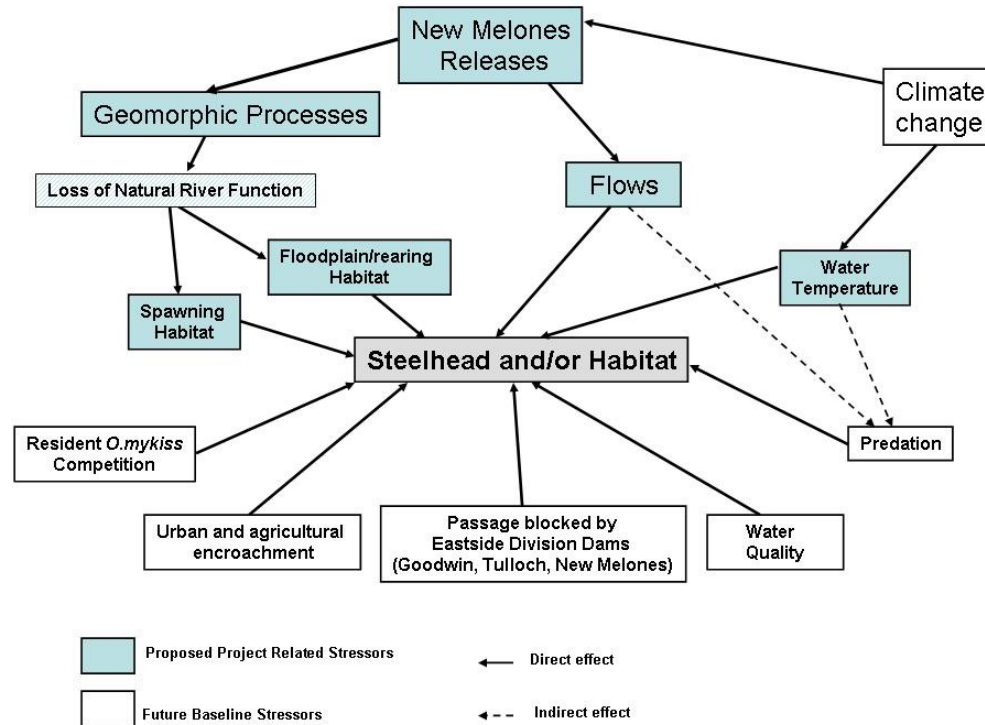 New Melones
Releases
Climate
change
Geomorphic Processes
Loss of Natural River Function
Flows
Floodplain/rearing
Habitat
Water
Temperature
Spawning
Habitat
Steelhead and/or Habitat
Resident O.mykiss
Competition
Predation
Urban and agricultural
encroachment
Passage blocked by
Eastside Division Dams
(Goodwin, Tulloch, New Melones)
Water
Quality
Proposed Project Related Stressors
Direct effect
Future Baseline Stressors
Indirect effect